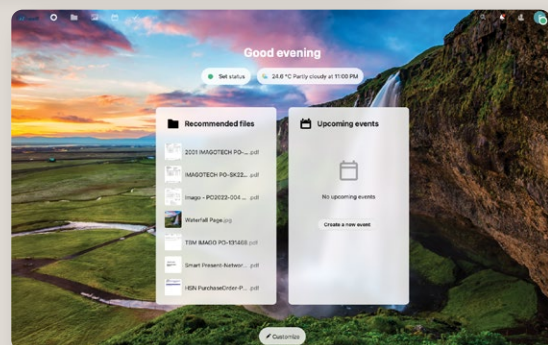 Good evening
Set status
24.6 °C Partly cloudy at 11:00 PM
Recommended files
2021 IMAGOTECH PO-... .pdf
IMAGOTECH PO-SK22... .pdf
Imago - PO2022-004 ... .pdf
Waterfall Page.jpg
TSM IMAGO PO-131488.pdf
Smart Present-Networ... .pdf
HSN PurchaseOrder-P... .pdf
Upcoming events
No upcoming events
Create a new event
Customize